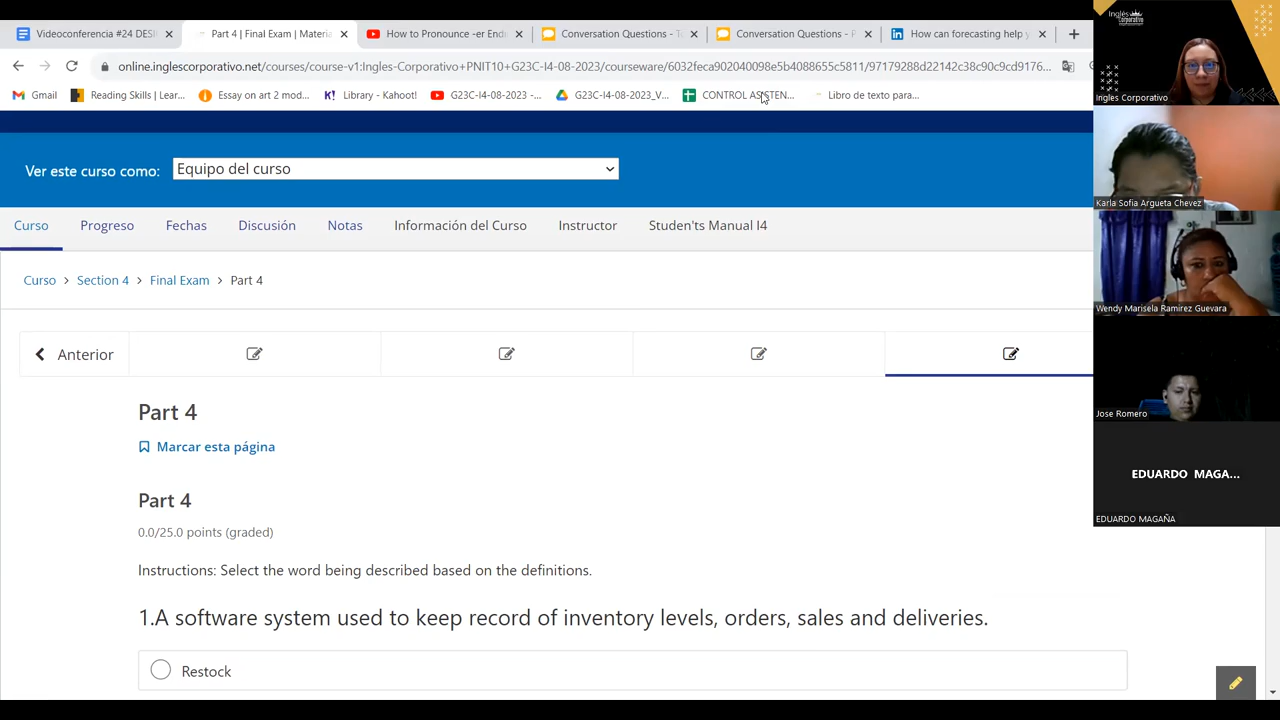 Videoconferencia #24 DESI
Part 4 | Final Exam | Materia
How to Pronounce -er Endi
Conversation Questions - To
Conversation Questions - P
How can forecasting help y
online.inglescorporativo.net/courses/course-v1:Ingles-Corporativo+PNIT110+G23C-I4-08-2023/courseware/6032feca902040098e5b4088655c5811/97179288d22142c38c90c9cd9176...
Gmail
Reading Skills | Lear...
Essay on art 2 mod...
Library - Kano...
G23C-I4-08-2023 -...
G23C-I4-08-2023_V...
CONTROL ASISTEN...
Libro de texto para...
Ver este curso como:
Equipo del curso
Curso
Progreso
Fechas
Discusión
Notas
Información del Curso
Instructor
Studen'ts Manual I4
Curso > Section 4 > Final Exam > Part 4
Anterior
Part 4
Marcar esta página
Part 4
0.0/25.0 points (graded)
Instructions: Select the word being described based on the definitions.
1.A software system used to keep record of inventory levels, orders, sales and deliveries.
Restock
Inglés
Corporativo
Ingles Corporativo
Karla Sofia Argueta Chevez
Wendy Marisela Ramirez Guevara
Jose Romero
EDUARDO MAGA...
EDUARDO MAGAÑA